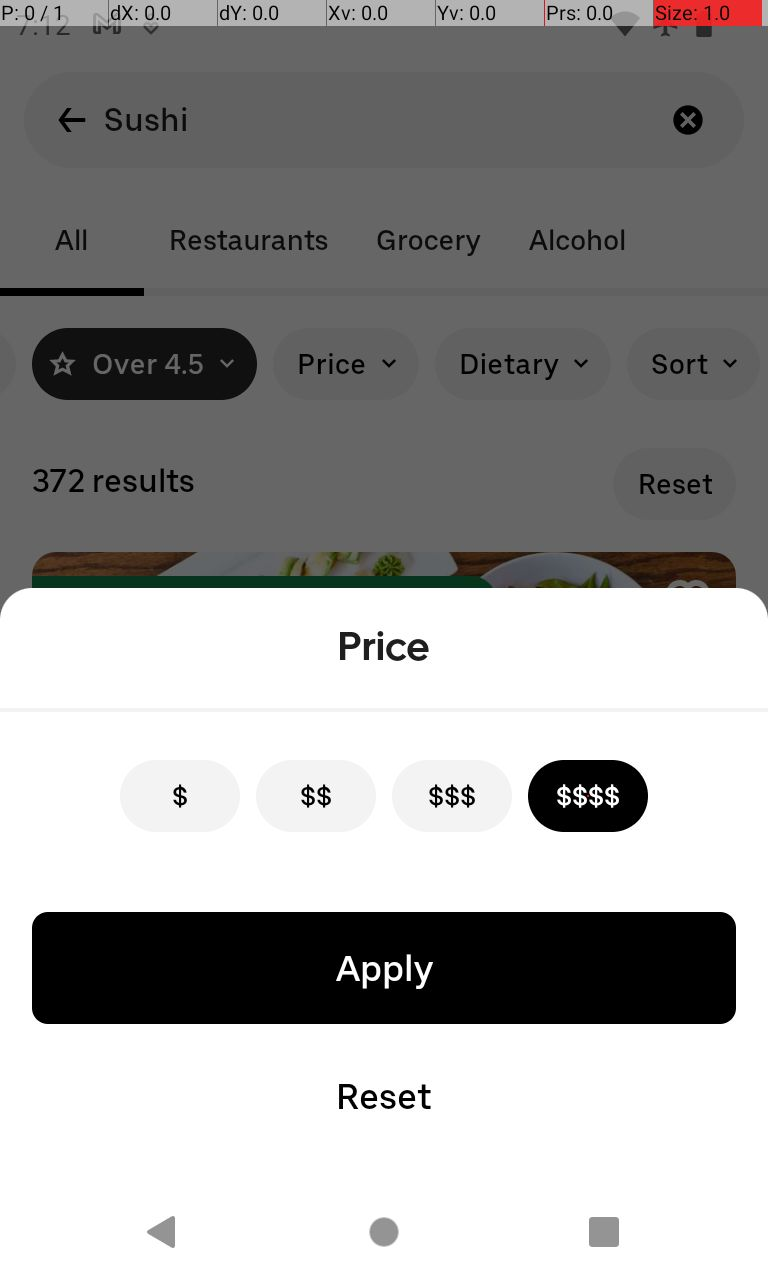 P: 0 / 1 dX: 0.0 dY: 0.0 Xv: 0.0 Yv: 0.0 Prs: 0.0 Size: 1.0
7:12
Sushi
All Restaurants Grocery Alcohol
Over 4.5 Price Dietary Sort
372 results Reset
Price
$ $$ $$$ $$$$
Apply
Reset